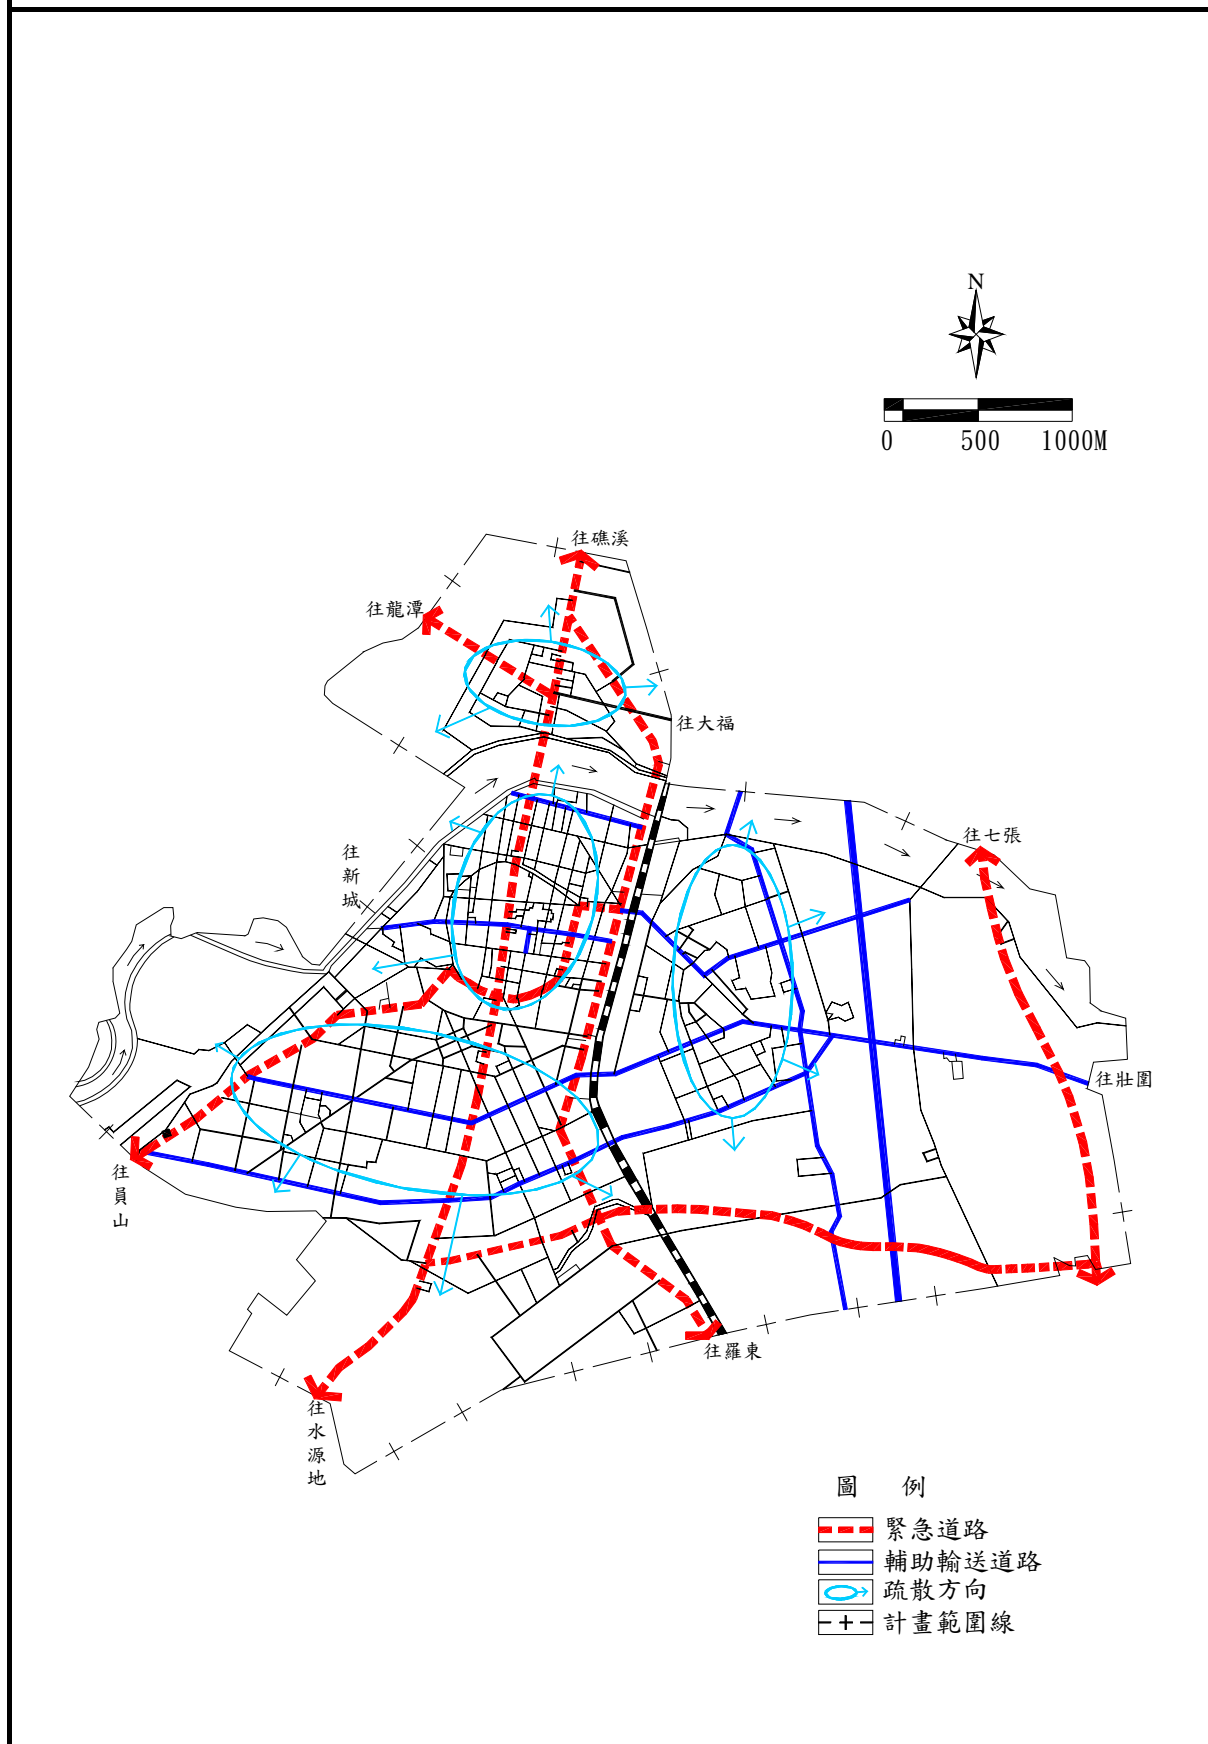 N
0 500 1000M
往礁溪
往龍潭
往大福
往七張
往新城
往壯圍
往員山
往羅東
往水源地
圖 例
緊急道路
輔助輸送道路
疏散方向
計畫範圍線